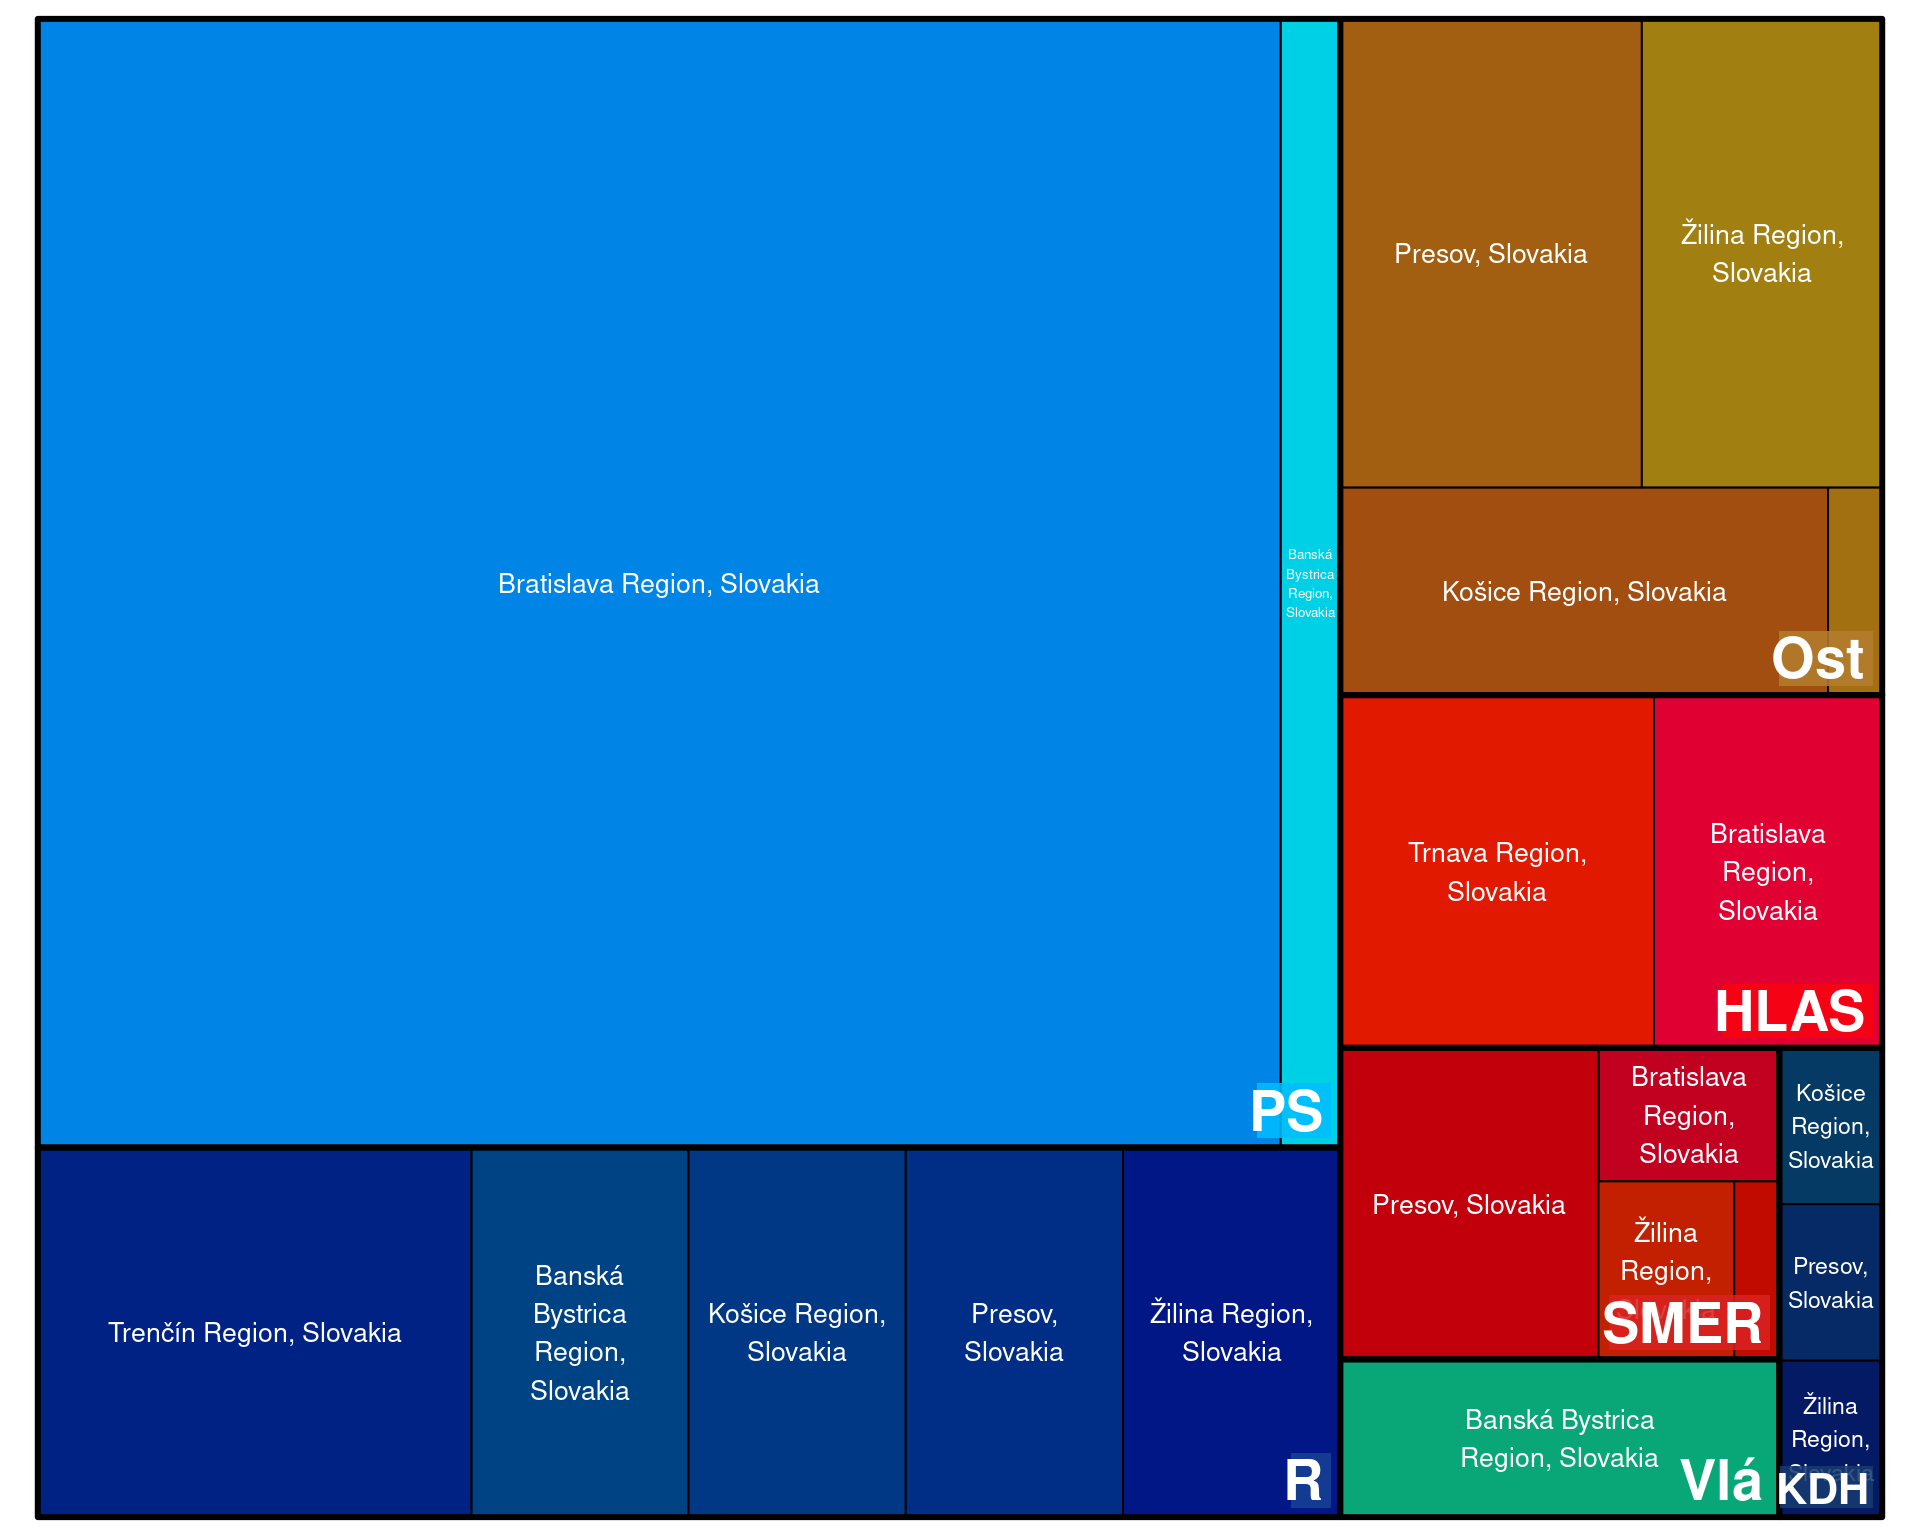 Bratislava Region, Slovakia
Banská
Bystrica
Region,
Slovakia
PS
Presov, Slovakia
Žilina Region,
Slovakia
Košice Region, Slovakia
Ost
Trnava Region,
Slovakia
Bratislava
Region,
Slovakia
HLAS
Presov, Slovakia
Bratislava
Region,
Slovakia
Žilina
Region,
SMER
Košice
Region,
Slovakia
Presov,
Slovakia
Žilina
Region,
Slovakia
KDH
Banská Bystrica
Region, Slovakia
Vlá
Trenčín Region, Slovakia
Banská
Bystrica
Region,
Slovakia
Košice Region,
Slovakia
Presov,
Slovakia
Žilina Region,
Slovakia
R